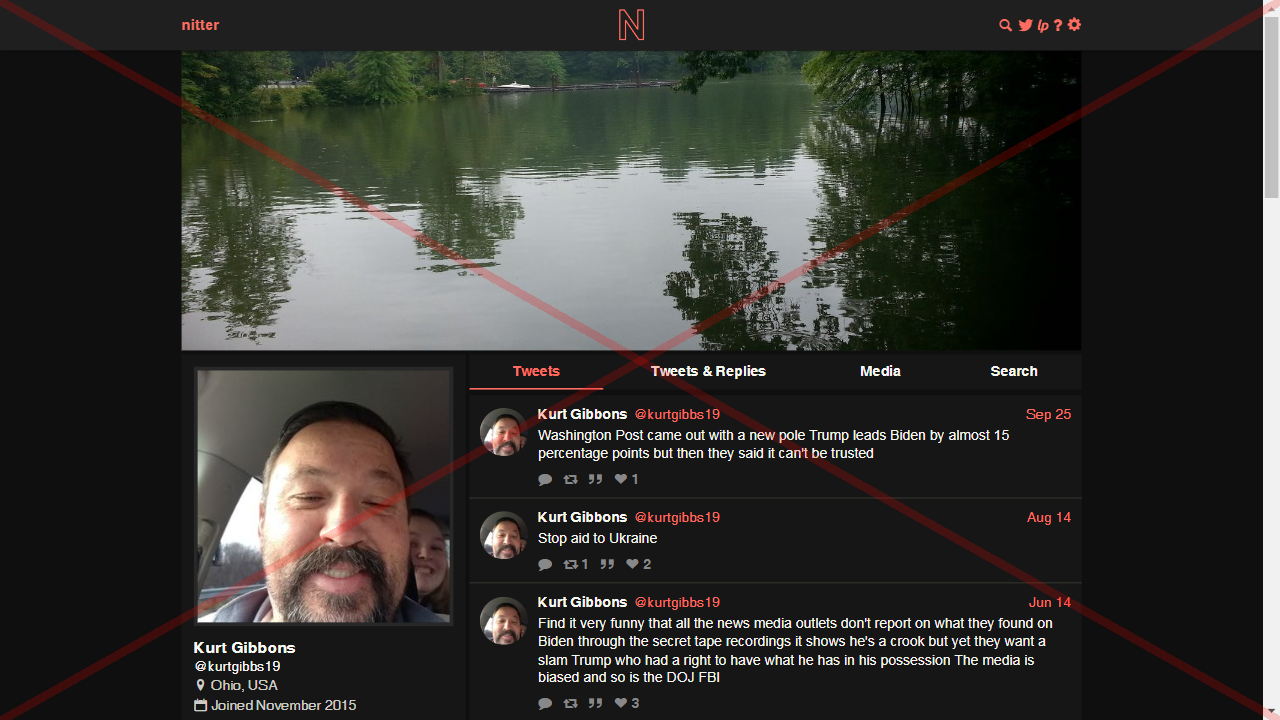 nitter
N
lp ?
Tweets Tweets & Replies Media Search
Kurt Gibbons @kurtgibbs19 Sep 25
Washington Post came out with a new pole Trump leads Biden by almost 15
percentage points but then they said it can't be trusted
1
Kurt Gibbons @kurtgibbs19 Aug 14
Stop aid to Ukraine
1 2
Kurt Gibbons @kurtgibbs19 Jun 14
Find it very funny that all the news media outlets don't report on what they found on
Biden through the secret tape recordings it shows he's a crook but yet they want a
slam Trump who had a right to have what he has in his possession The media is
biased and so is the DOJ FBI
3
Kurt Gibbons
@kurtgibbs19
Ohio, USA
Joined November 2015